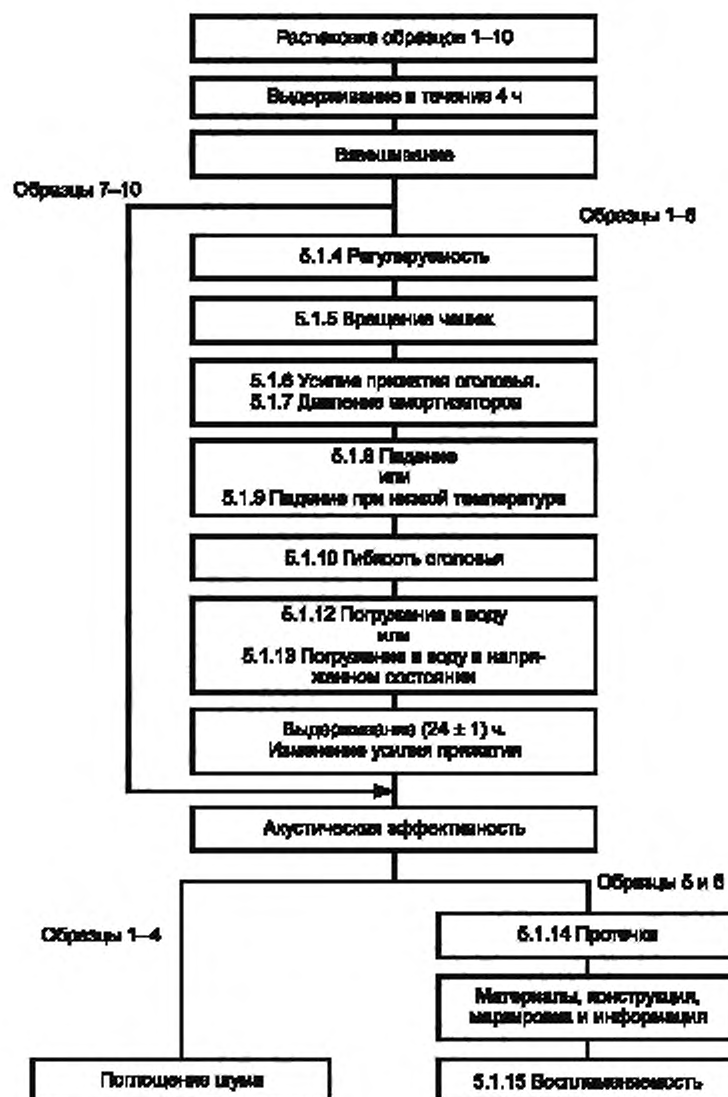 Распаковка образцов 1–10
Выдерживание в течение 4 ч
Взвешивание
Образцы 7–10
Образцы 1–6
5.1.4 Регулируемость
5.1.5 Вращение чашек
5.1.6 Усилие прижатия оголовья.
5.1.7 Давление амортизаторов
5.1.8 Падение
или
5.1.9 Падение при низкой температуре
5.1.10 Гибкость оголовья
5.1.12 Погружение в воду
или
5.1.13 Погружение в воду в напря-
женном состоянии
Выдерживание (24 ± 1) ч.
Изменение усилия прижатия
Акустическая эффективность
Образцы 5 и 6
Образцы 1–4
5.1.14 Протечка
Материалы, конструкция,
маркировка и информация
Поглощение шума
5.1.15 Воспламеняемость